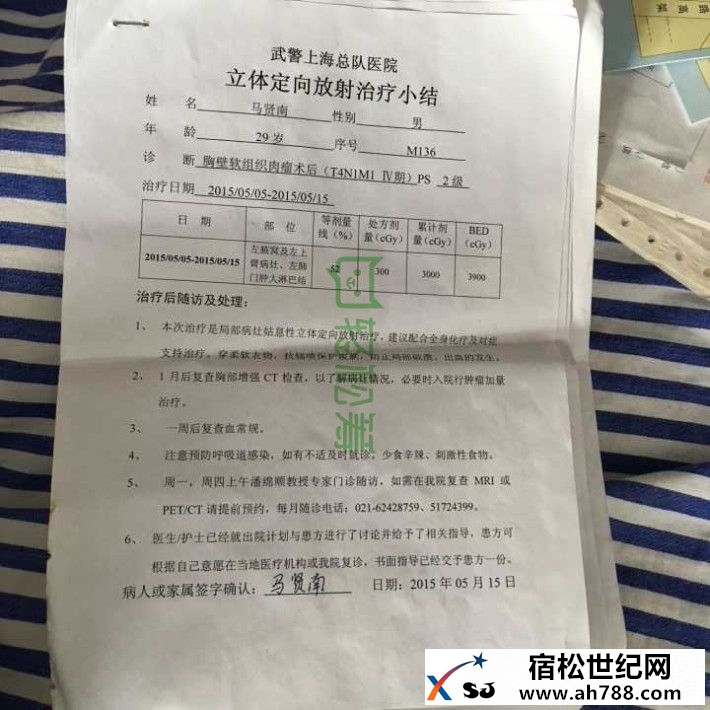 武警上海总队医院
立体定向放射治疗小结
姓 名 马贤南 性别 男
年 龄 29岁 序号 M136
诊 断 胸壁软组织肉瘤术后（T4N1M1 Ⅳ期）PS 2级
治疗日期 2015/05/05-2015/05/15
日 期 部 位 等剂量线（%） 处方剂量（cGy） 累计剂量（cGy） BED（cGy）
2015/05/05-2015/05/15 左腋窝及左上臂病灶、左肺门肿大淋巴结 52 300 3000 3900
治疗后随访及处理：
1、 本次治疗是局部病灶姑息性立体定向放射治疗，建议配合全身化疗及对症
支持治疗。穿柔软衣物，
2、 1月后复查胸部增强CT检查，以了解病灶情况，必要时入院行肿瘤加量
治疗。
3、 一周后复查血常规。
4、 注意预防呼吸道感染，如有不适及时就诊。少食辛辣、刺激性食物。
5、 周一，周四上午潘绵顺教授专家门诊随访，如需在我院复查 MRI 或
PET/CT 请提前预约，每月随诊电话：021-62428759、51724399。
6、 医生/护士已经就出院计划与患方进行了讨论并给予了相关指导，患方可
根据自己意愿在当地医疗机构或我院复诊，书面指导已经交予患方一份。
病人或家属签字确认：马贤南 日期：2015 年 05 月 15 日
轻松筹
XSJ
宿松世纪网
www.ah788.com